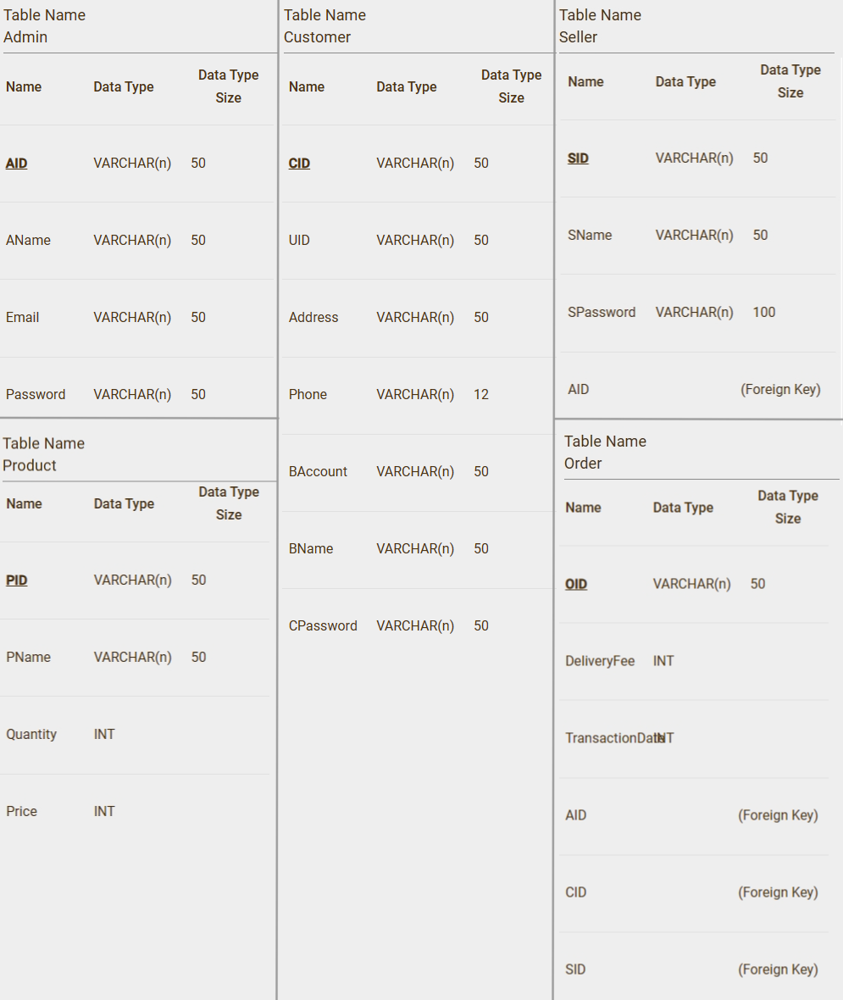 Table Name
Admin
Name Data Type Data Type Size
AID VARCHAR(n) 50
AName VARCHAR(n) 50
Email VARCHAR(n) 50
Password VARCHAR(n) 50
Table Name
Customer
Name Data Type Data Type Size
CID VARCHAR(n) 50
UID VARCHAR(n) 50
Address VARCHAR(n) 50
Phone VARCHAR(n) 12
BAccount VARCHAR(n) 50
BName VARCHAR(n) 50
CPassword VARCHAR(n) 50
Table Name
Seller
Name Data Type Data Type Size
SID VARCHAR(n) 50
SName VARCHAR(n) 50
SPassword VARCHAR(n) 100
AID (Foreign Key)
Table Name
Product
Name Data Type Data Type Size
PID VARCHAR(n) 50
PName VARCHAR(n) 50
Quantity INT
Price INT
Table Name
Order
Name Data Type Data Type Size
OID VARCHAR(n) 50
DeliveryFee INT
TransactionDate INT
AID (Foreign Key)
CID (Foreign Key)
SID (Foreign Key)